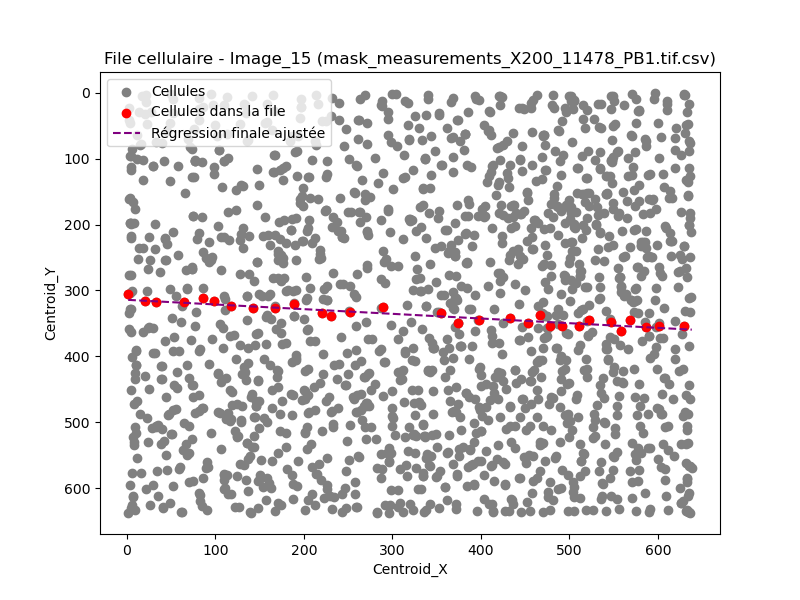 File cellulaire - Image_15 (mask_measurements_X200_11478_PB1.tif.csv)
Cellules
Cellules dans la file
Régression finale ajustée
0
100
200
300
400
500
600
Centroid_Y
0 100 200 300 400 500 600
Centroid_X